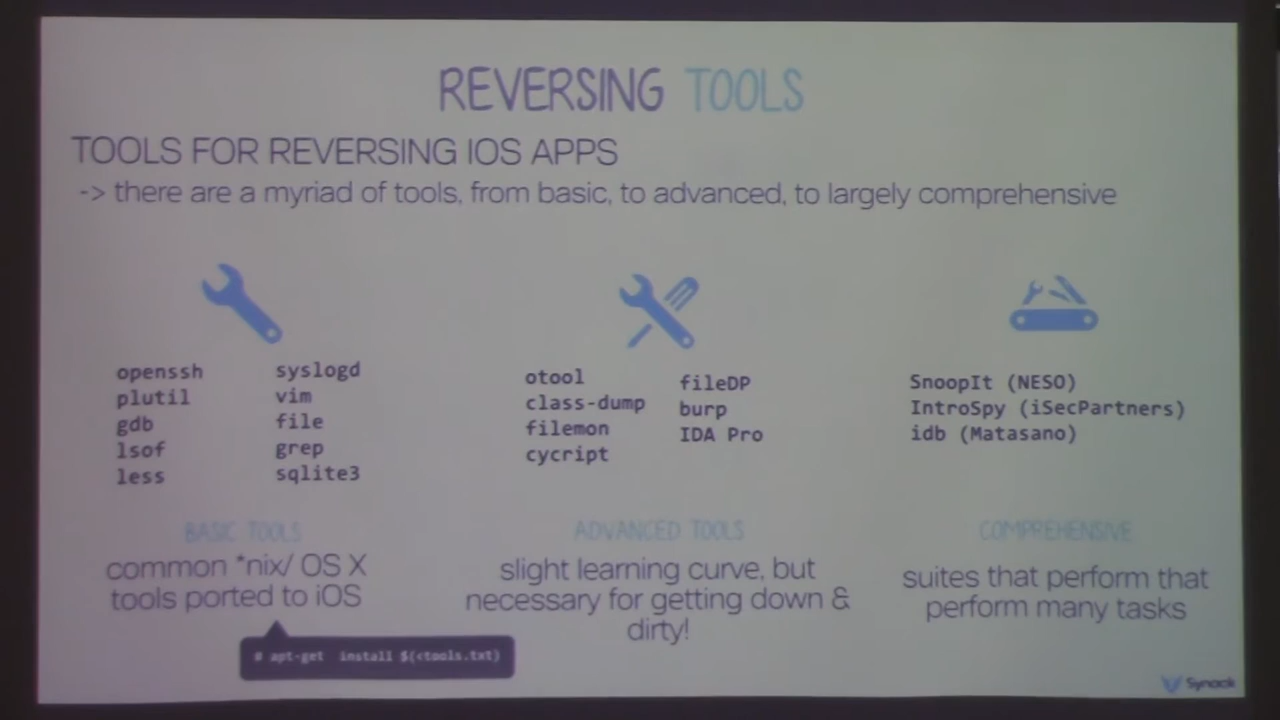 REVERSING TOOLS
TOOLS FOR REVERSING IOS APPS
-> there are a myriad of tools, from basic, to advanced, to largely comprehensive
openssh
plutil
gdb
lsof
less
syslogd
vim
file
grep
sqlite3
otool
class-dump
filemon
cycript
fileDP
burp
IDA Pro
SnoopIt (NESO)
IntroSpy (iSecPartners)
idb (Matasano)
BASIC TOOLS
common *nix/ OS X
tools ported to iOS
# apt-get install $(<tools.txt)
ADVANCED TOOLS
slight learning curve, but
necessary for getting down &
dirty!
COMPREHENSIVE
suites that perform that
perform many tasks
Synack